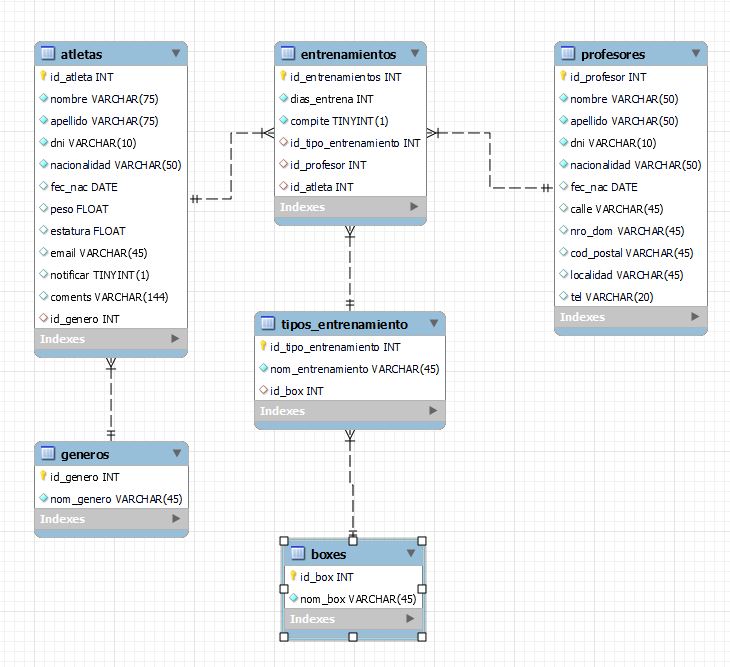 atletas
id_atleta INT
nombre VARCHAR(75)
apellido VARCHAR(75)
dni VARCHAR(10)
nacionalidad VARCHAR(50)
fec_nac DATE
peso FLOAT
estatura FLOAT
email VARCHAR(45)
notificar TINYINT(1)
coments VARCHAR(144)
id_genero INT
Indexes
entrenamientos
id_entrenamientos INT
dias_entrena INT
compite TINYINT(1)
id_tipo_entrenamiento INT
id_profesor INT
id_atleta INT
Indexes
profesores
id_profesor INT
nombre VARCHAR(50)
apellido VARCHAR(50)
dni VARCHAR(10)
nacionalidad VARCHAR(50)
fec_nac DATE
calle VARCHAR(45)
nro_dom VARCHAR(45)
cod_postal VARCHAR(45)
localidad VARCHAR(45)
tel VARCHAR(20)
Indexes
tipos_entrenamiento
id_tipo_entrenamiento INT
nom_entrenamiento VARCHAR(45)
id_box INT
Indexes
generos
id_genero INT
nom_genero VARCHAR(45)
Indexes
boxes
id_box INT
nom_box VARCHAR(45)
Indexes